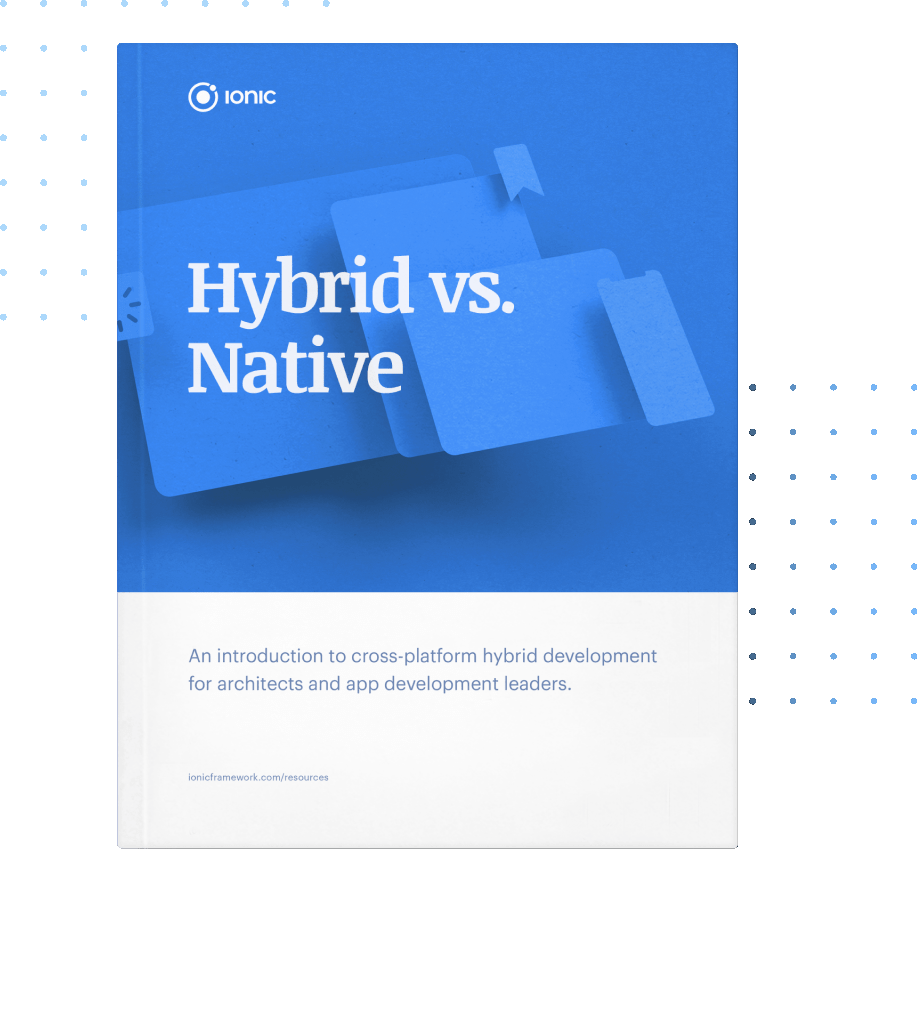 IONIC
Hybrid vs.
Native
An introduction to cross-platform hybrid development
for architects and app development leaders.
ionicframework.com/resources